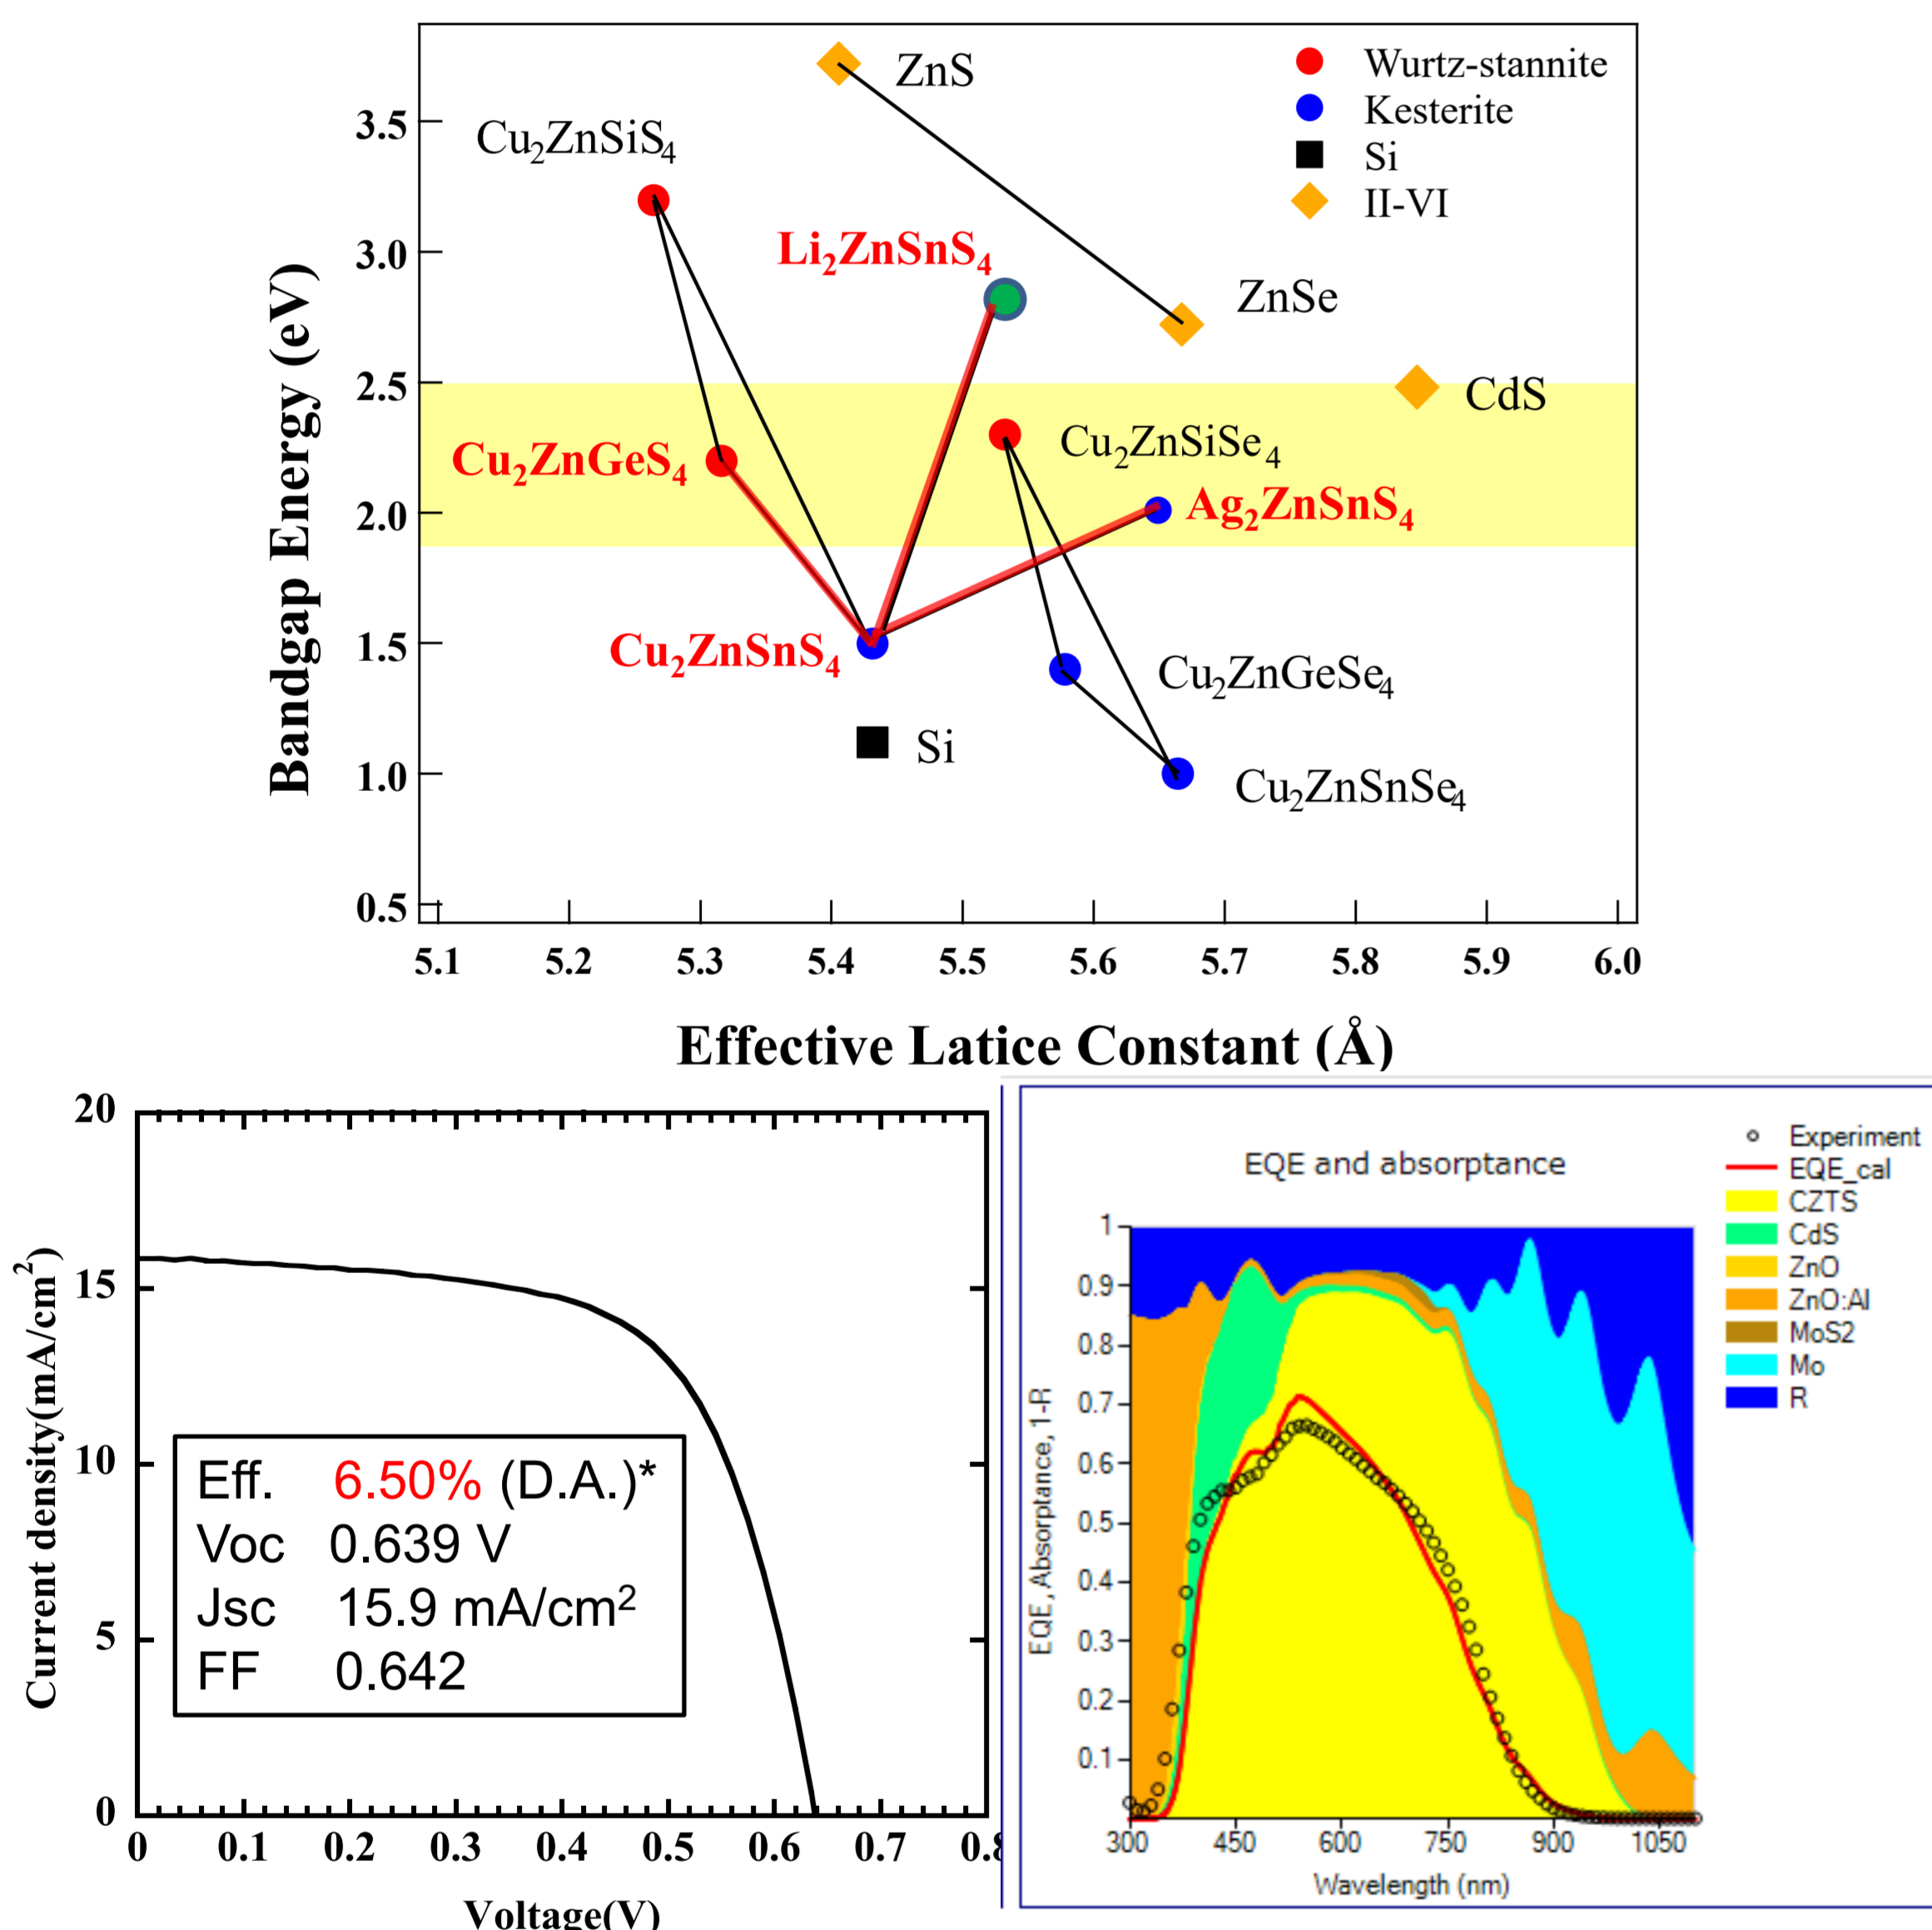 Wurtz-stannite
Kesterite
Si
II-VI
ZnS
Cu₂ZnSiS₄
Li₂ZnSnS₄
ZnSe
CdS
Cu₂ZnSiSe₄
Cu₂ZnGeS₄
Ag₂ZnSnS₄
Cu₂ZnSnS₄
Cu₂ZnGeSe₄
Si
Cu₂ZnSnSe₄
Bandgap Energy (eV)
3.5
3.0
2.5
2.0
1.5
1.0
0.5
5.1 5.2 5.3 5.4 5.5 5.6 5.7 5.8 5.9 6.0
Effective Latice Constant (Å)
Current density(mA/cm²)
20
15
10
5
0
Eff. 6.50% (D.A.)*
Voc 0.639 V
Jsc 15.9 mA/cm²
FF 0.642
0 0.1 0.2 0.3 0.4 0.5 0.6 0.7 0.8
Voltage(V)
EQE and absorptance
Experiment
EQE_cal
CZTS
CdS
ZnO
ZnO:Al
MoS2
Mo
R
EQE, Absorptance, 1-R
1
0.9
0.8
0.7
0.6
0.5
0.4
0.3
0.2
0.1
300 450 600 750 900 1050
Wavelength (nm)